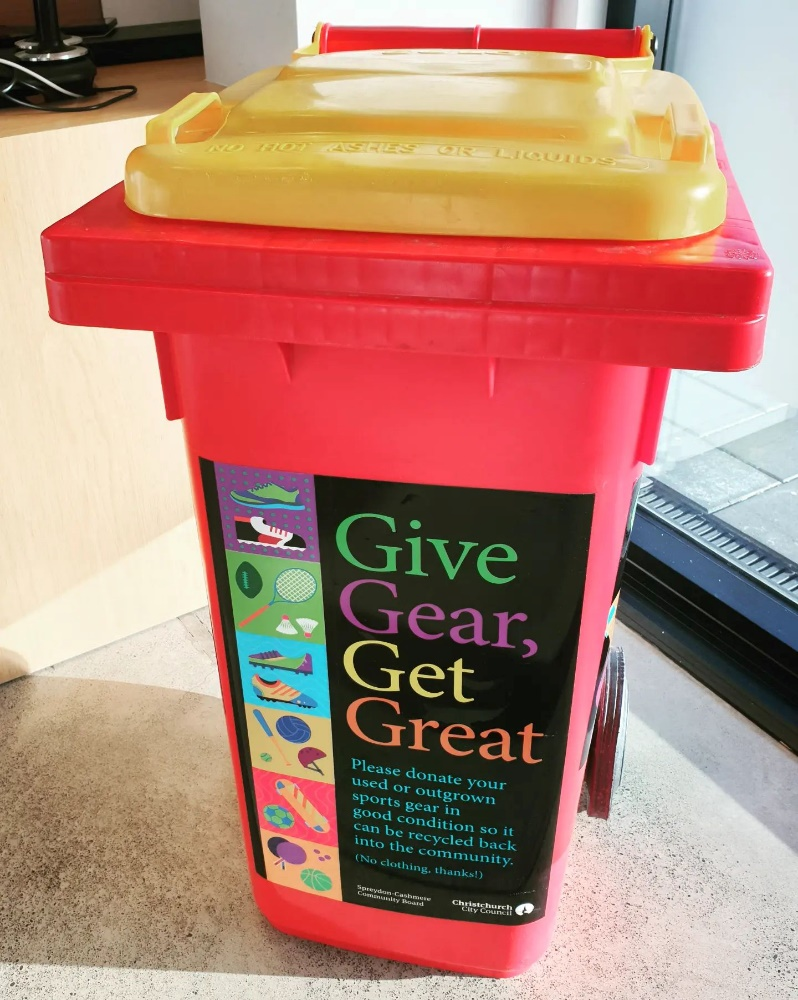 NO HOT ASHES OR LIQUIDS
Give
Gear,
Get
Great
Please donate your
used or outgrown
sports gear in
good condition so it
can be recycled back
into the community.
(No clothing, thanks!)
Spreydon-Cashmere
Community Board
Christchurch
City Council